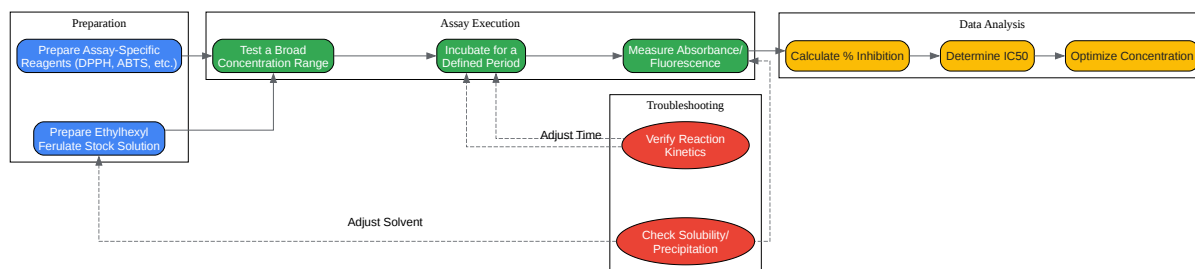 Preparation
Prepare Assay-Specific
Reagents (DPPH, ABTS, etc.)
Prepare Ethylhexyl
Ferulate Stock Solution
Assay Execution
Test a Broad
Concentration Range
Incubate for a
Defined Period
Measure Absorbance/
Fluorescence
Data Analysis
Calculate % Inhibition
Determine IC50
Optimize Concentration
Troubleshooting
Adjust Time
Verify Reaction
Kinetics
Adjust Solvent
Check Solubility/
Precipitation